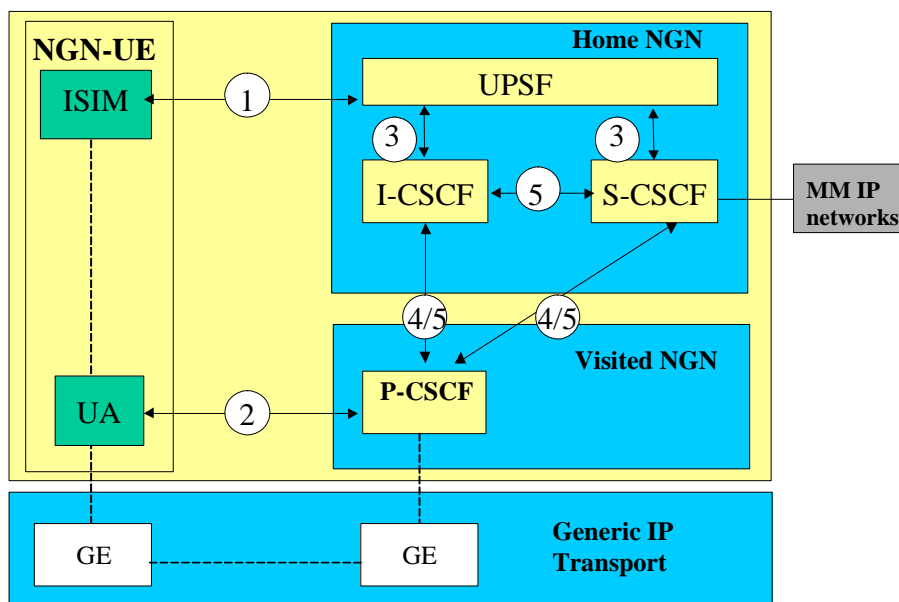 NGN-UE
Home NGN
ISIM
1
UPSF
3
3
I-CSCF
5
S-CSCF
MM IP
networks
4/5
4/5
Visited NGN
UA
2
P-CSCF
GE
GE
Generic IP
Transport